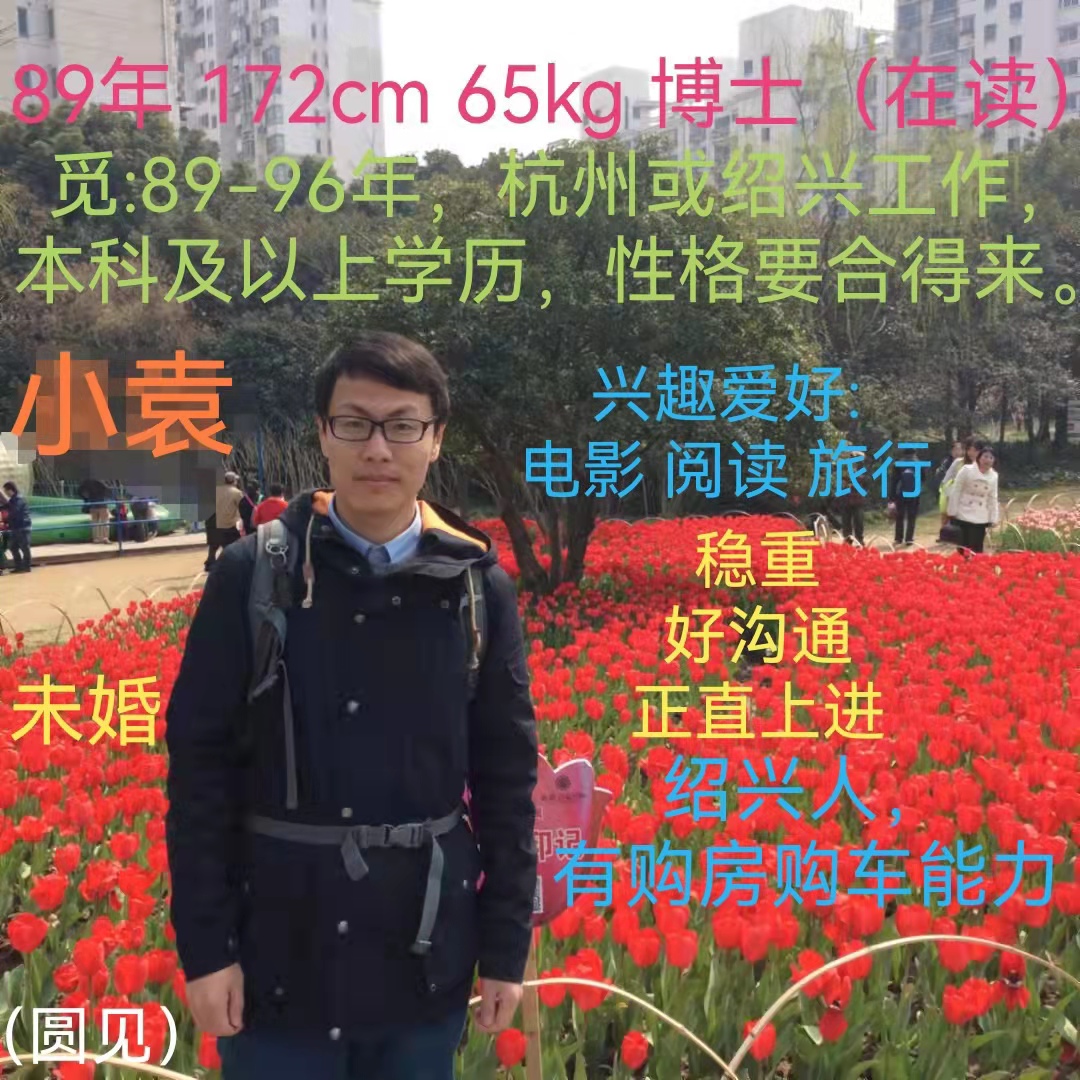 89年 172cm 65kg 博士（在读）
觅:89-96年，杭州或绍兴工作，
本科及以上学历，性格要合得来。
小袁
兴趣爱好:
电影 阅读 旅行
稳重
好沟通
正直上进
未婚
绍兴人，
有购房购车能力
印记
(圆见)